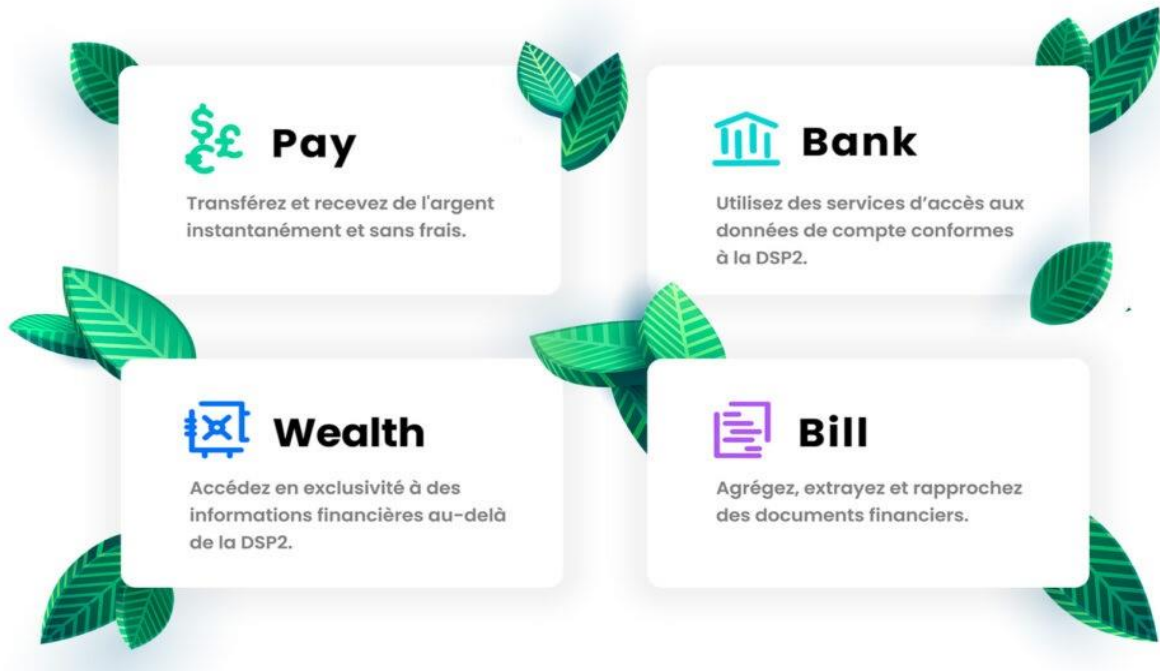 Pay
Transférez et recevez de l'argent
instantanément et sans frais.
Bank
Utilisez des services d’accès aux
données de compte conformes
à la DSP2.
Wealth
Accédez en exclusivité à des
informations financières au-delà
de la DSP2.
Bill
Agrégez, extrayez et rapprochez
des documents financiers.